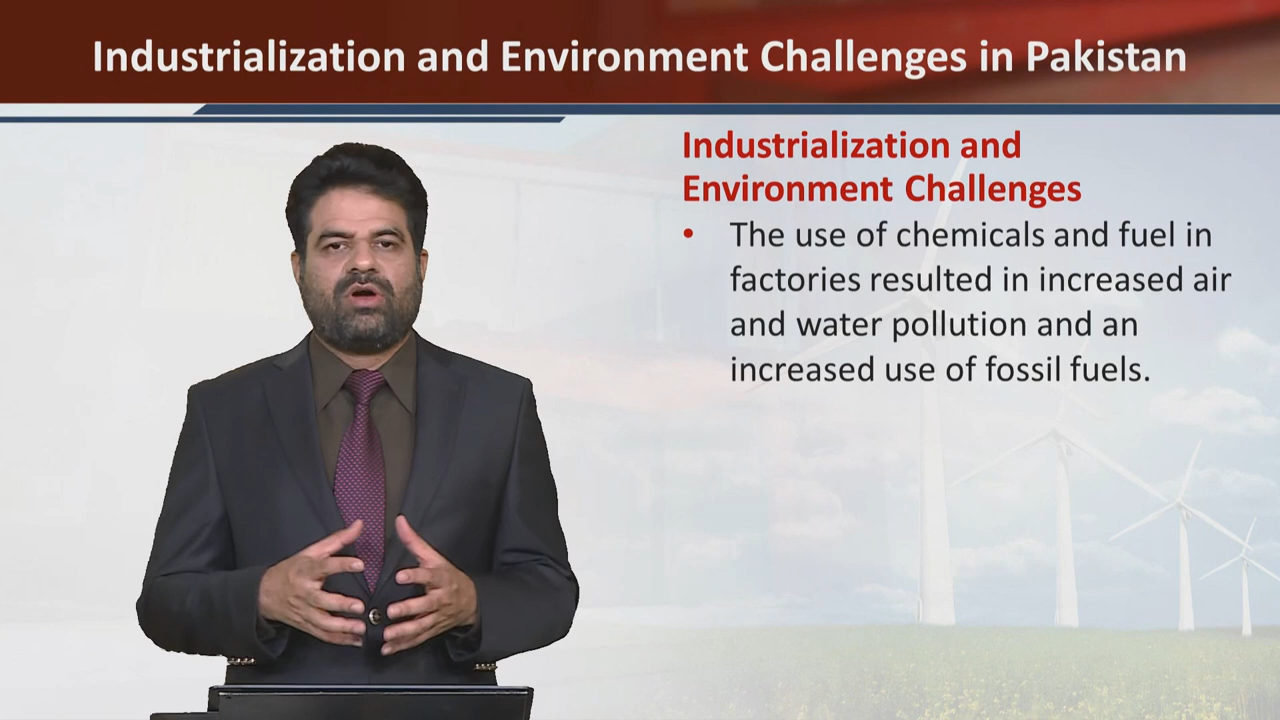 Industrialization and Environment Challenges in Pakistan
Industrialization and
Environment Challenges
• The use of chemicals and fuel in
factories resulted in increased air
and water pollution and an
increased use of fossil fuels.